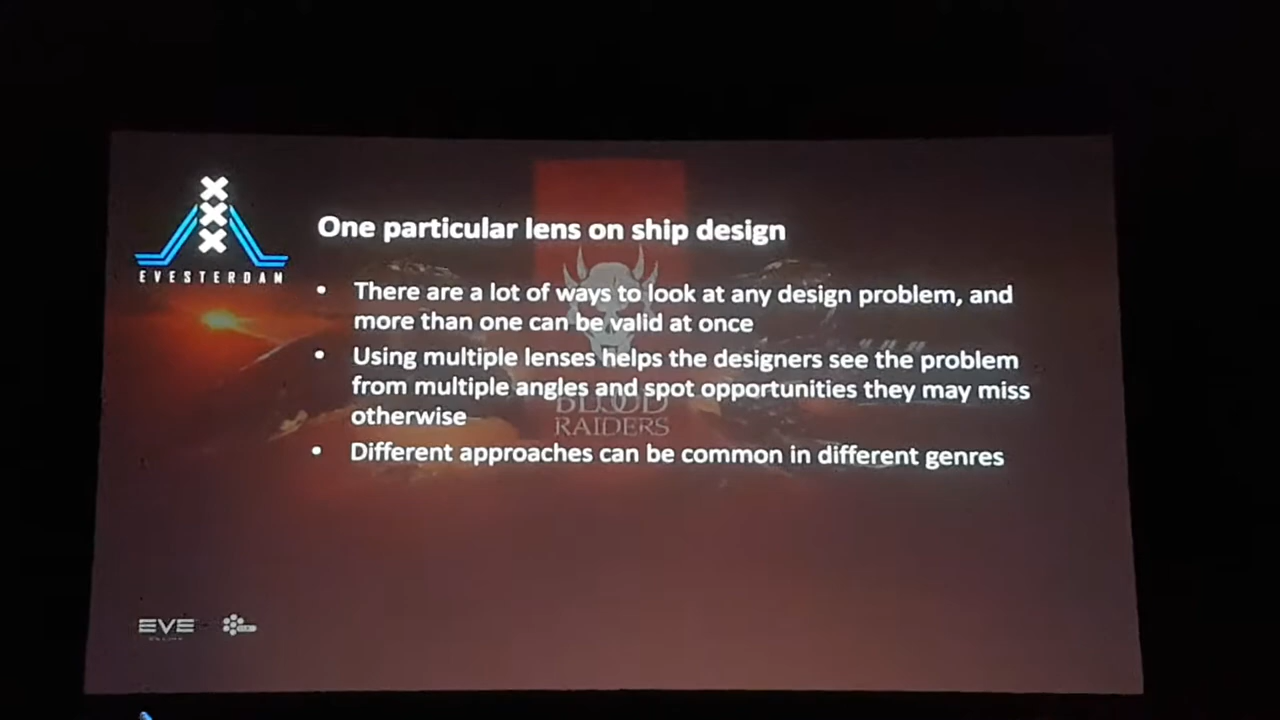 EVESTERDAM
One particular lens on ship design
• There are a lot of ways to look at any design problem, and
more than one can be valid at once
• Using multiple lenses helps the designers see the problem
from multiple angles and spot opportunities they may miss
otherwise
BLOOD
RAIDERS
• Different approaches can be common in different genres
EVE